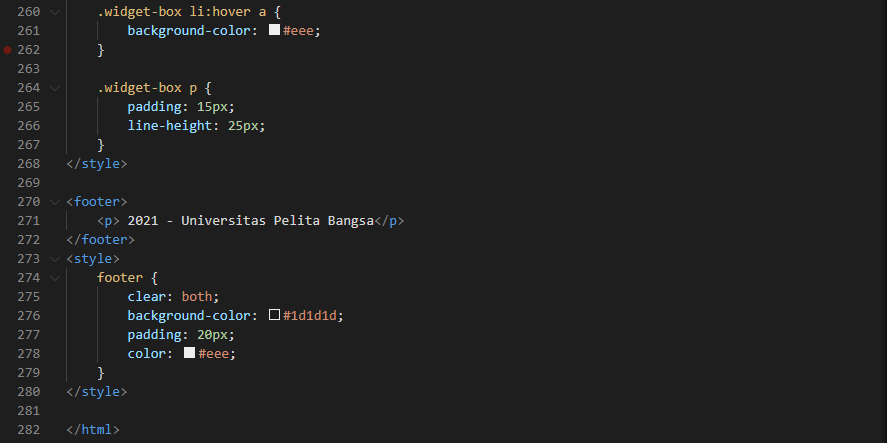 260 .widget-box li:hover a {
261 background-color: #eee;
262 }
263
264 .widget-box p {
265 padding: 15px;
266 line-height: 25px;
267 }
268 </style>
269
270 <footer>
271 <p> 2021 - Universitas Pelita Bangsa</p>
272 </footer>
273 <style>
274 footer {
275 clear: both;
276 background-color: #1d1d1d;
277 padding: 20px;
278 color: #eee;
279 }
280 </style>
281
282 </html>